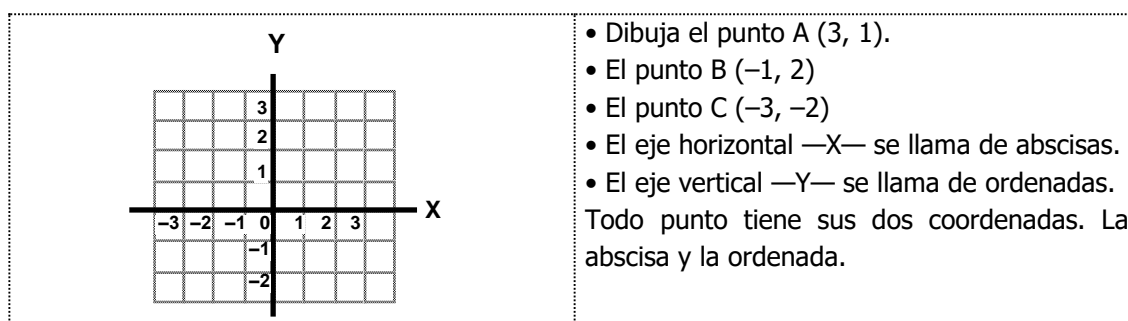 Y
3
2
1
X
–3 –2 –1 0 1 2 3
–1
–2
• Dibuja el punto A (3, 1).
• El punto B (–1, 2)
• El punto C (–3, –2)
• El eje horizontal —X— se llama de abscisas.
• El eje vertical —Y— se llama de ordenadas.
Todo punto tiene sus dos coordenadas. La
abscisa y la ordenada.